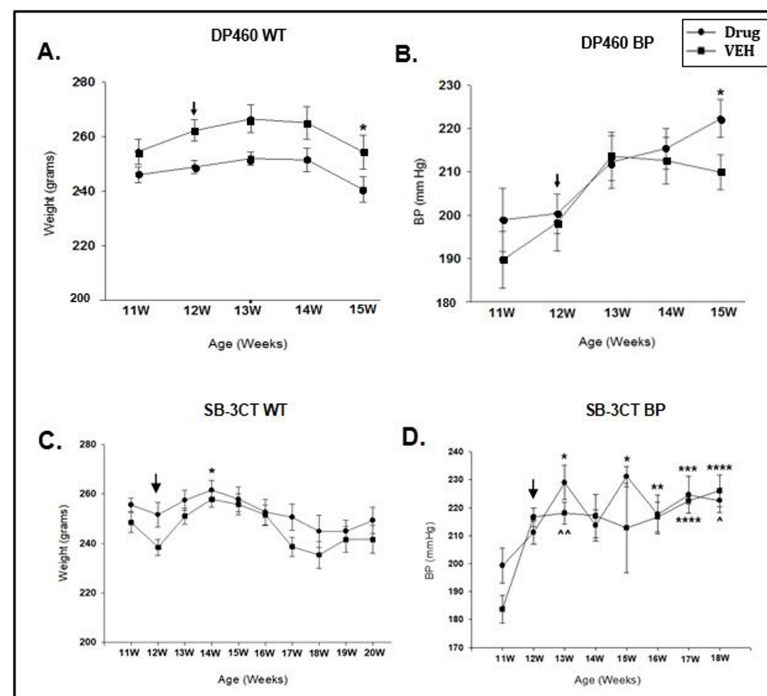 Drug
VEH
A.
DP460 WT
Weight (grams)
280
260
240
220
200
11W 12W 13W 14W 15W
Age (Weeks)
*
B.
DP460 BP
BP (mm Hg)
230
220
210
200
190
180
11W 12W 13W 14W 15W
Age (Weeks)
*
C.
SB-3CT WT
Weight (grams)
280
260
240
220
200
11W 12W 13W 14W 15W 16W 17W 18W 19W 20W
Age (Weeks)
*
D.
SB-3CT BP
BP (mmHg)
240
230
220
210
200
190
180
170
* * ** *** ****
^^ **** ^
11W 12W 13W 14W 15W 16W 17W 18W
Age (Weeks)